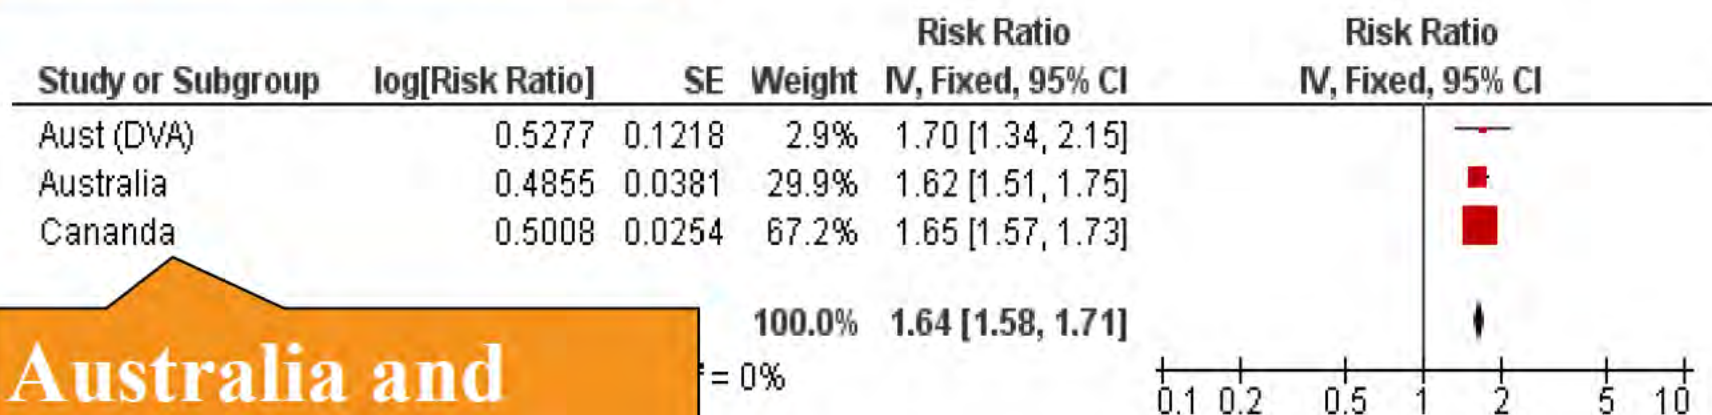 Risk Ratio Risk Ratio
Study or Subgroup log[Risk Ratio] SE Weight IV, Fixed, 95% CI IV, Fixed, 95% CI
Aust (DVA) 0.5277 0.1218 2.9% 1.70 [1.34, 2.15]
Australia 0.4855 0.0381 29.9% 1.62 [1.51, 1.75]
Cananda 0.5008 0.0254 67.2% 1.65 [1.57, 1.73]
100.0% 1.64 [1.58, 1.71]
Australia and
= 0%
0.1 0.2 0.5 1 2 5 10